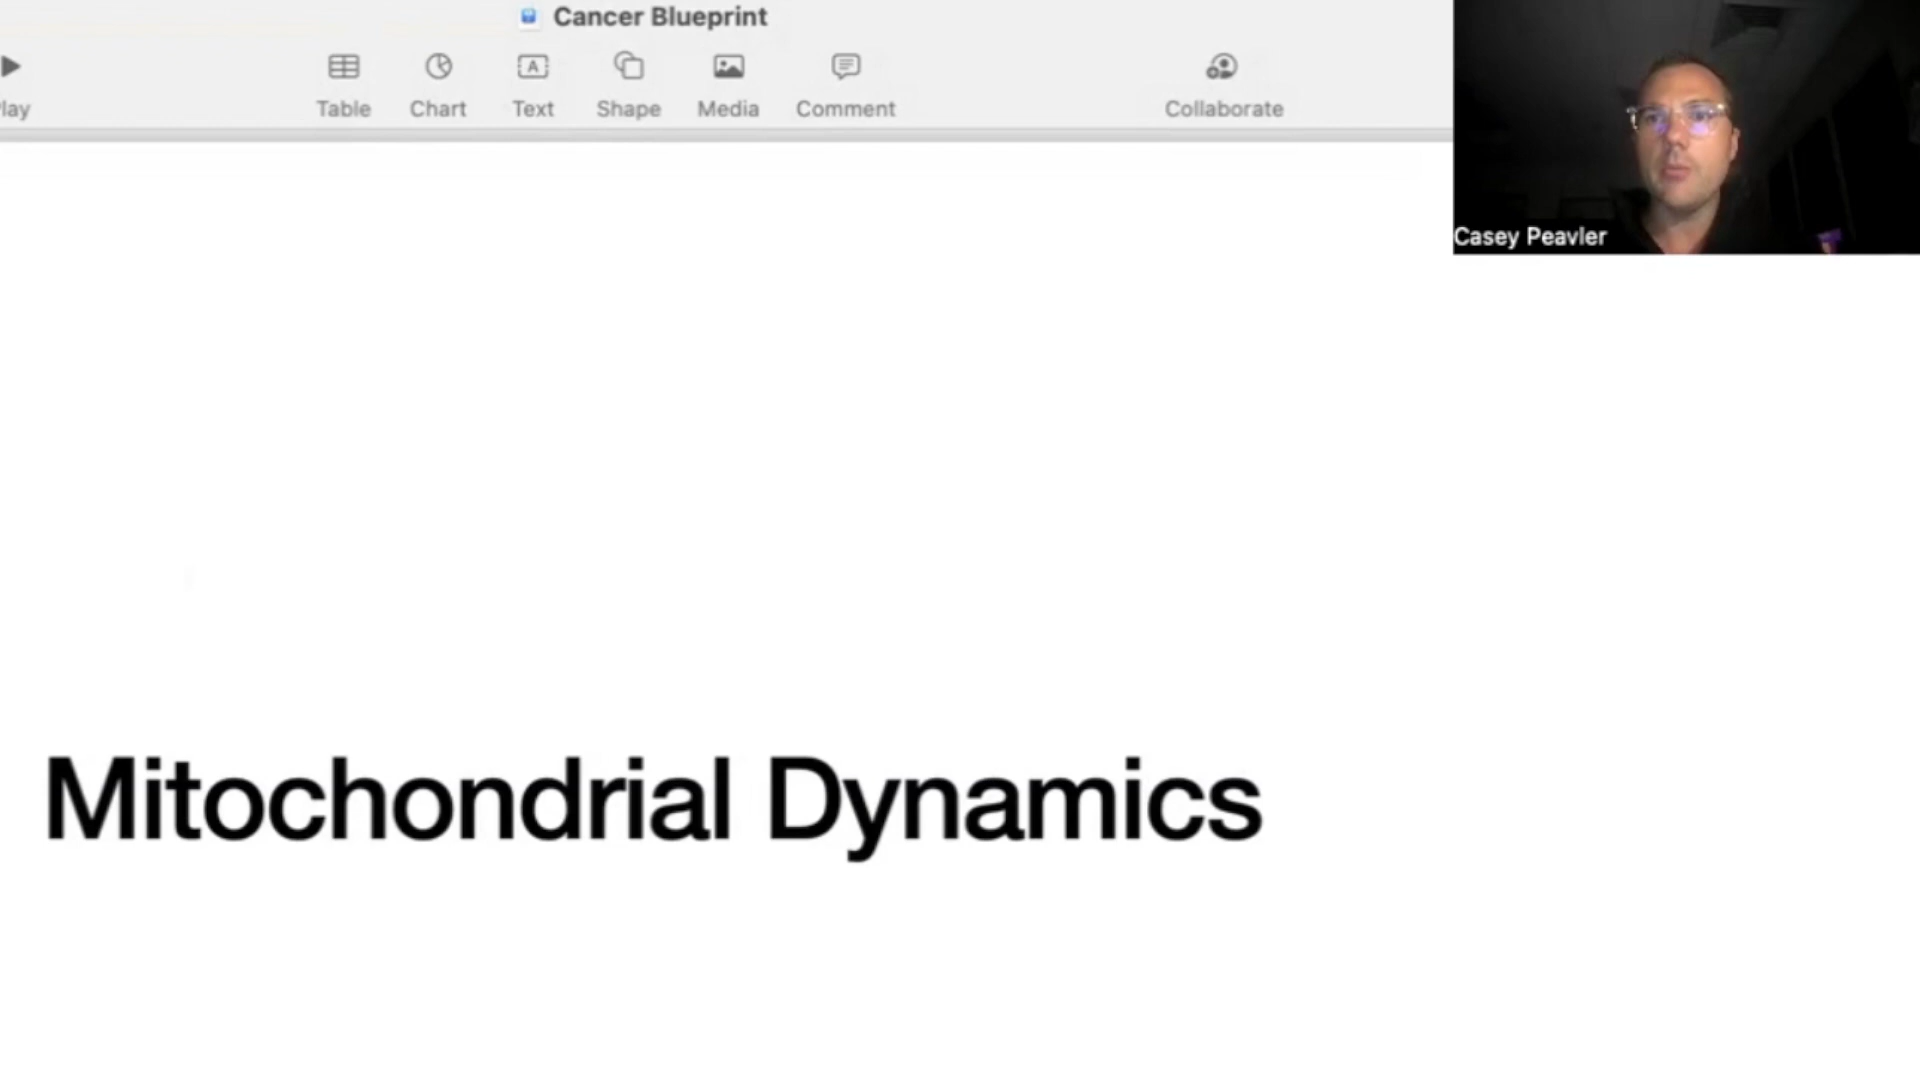 Cancer Blueprint
lay
Table
Chart
Text
Shape
Media
Comment
Collaborate
Casey Peavler
Mitochondrial Dynamics